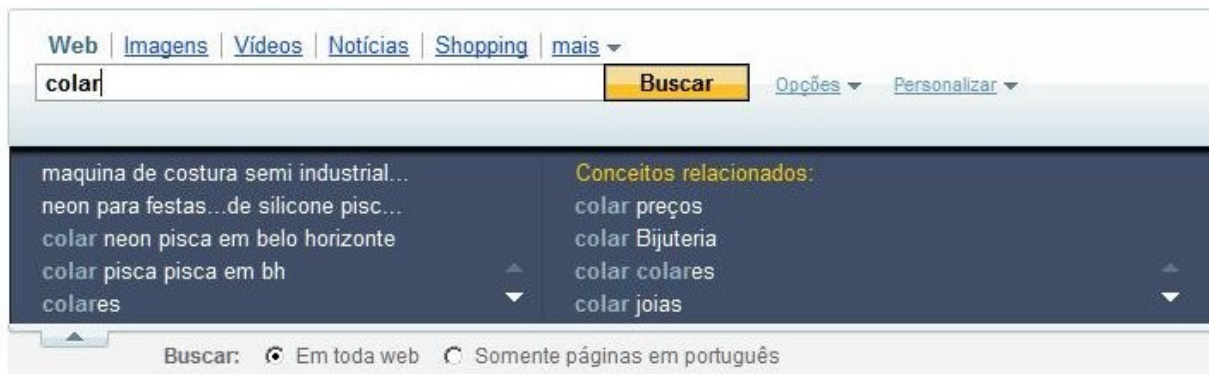 Web | Imagens | Vídeos | Notícias | Shopping | mais
colar Buscar Opções Personalizar
maquina de costura semi industrial...
neon para festas...de silicone pisc...
colar neon pisca em belo horizonte
colar pisca pisca em bh
colares
Conceitos relacionados:
colar preços
colar Bijuteria
colar colares
colar joias
Buscar: Em toda web Somente páginas em português